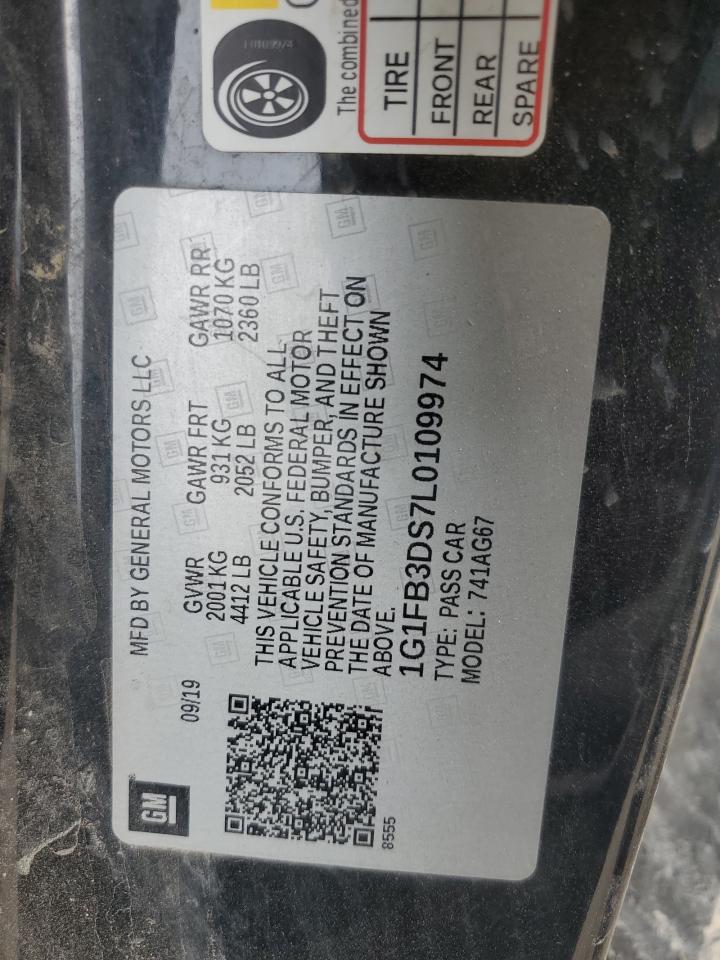 GM
MFD BY GENERAL MOTORS LLC
09/19
GVWR GAWR FRT GAWR RR
2001 KG 931 KG 1070 KG
4412 LB 2052 LB 2360 LB
THIS VEHICLE CONFORMS TO ALL
APPLICABLE U.S. FEDERAL MOTOR
VEHICLE SAFETY, BUMPER, AND THEFT
PREVENTION STANDARDS IN EFFECT ON
THE DATE OF MANUFACTURE SHOWN
ABOVE.
1G1FB3DS7L0109974
TYPE: PASS CAR
MODEL: 741AG67
8555
L0109974
The combined
TIRE
FRONT
REAR
SPARE